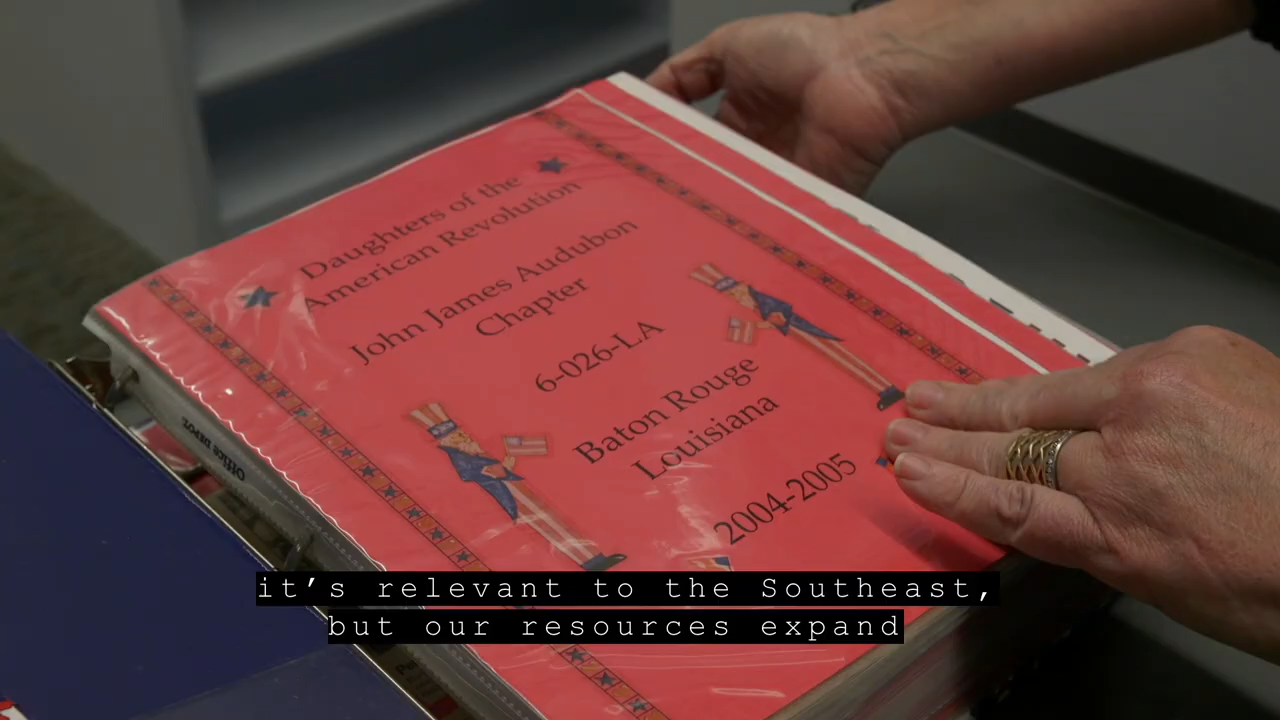 Daughters of the
American Revolution
John James Audubon
Chapter
6-026-LA
Baton Rouge
Louisiana
2004-2005
Office DEPOT
it's relevant to the Southeast,
but our resources expand